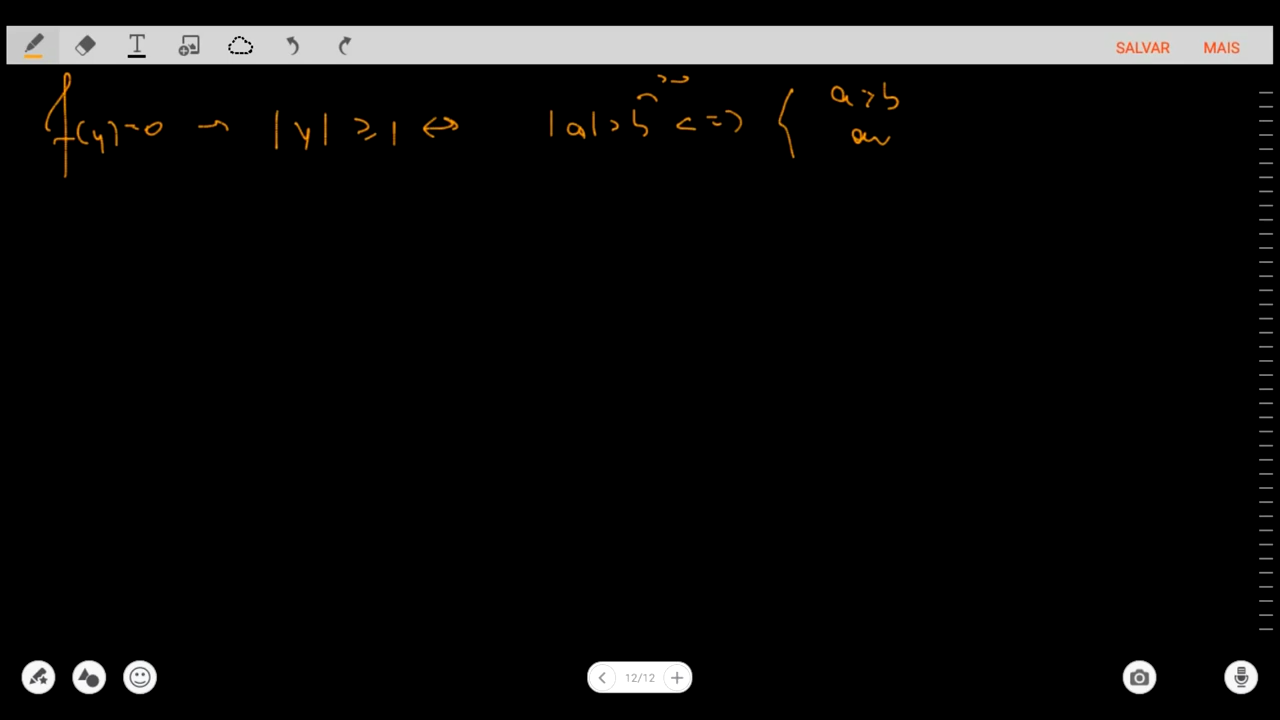 SALVAR MAIS
f(y)=0 → |y| ≥ 1 ⟺ |a| > b <=> { a > b
ou
12/12